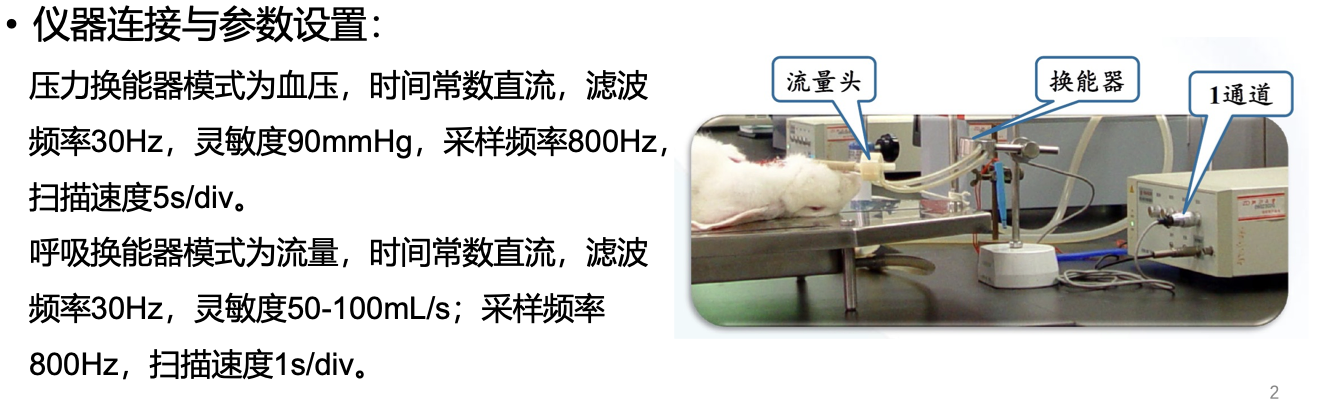 • 仪器连接与参数设置：
压力换能器模式为血压，时间常数直流，滤波
频率30Hz，灵敏度90mmHg，采样频率800Hz，
扫描速度5s/div。
呼吸换能器模式为流量，时间常数直流，滤波
频率30Hz，灵敏度50-100mL/s；采样频率
800Hz，扫描速度1s/div。
流量头
换能器
1通道
2